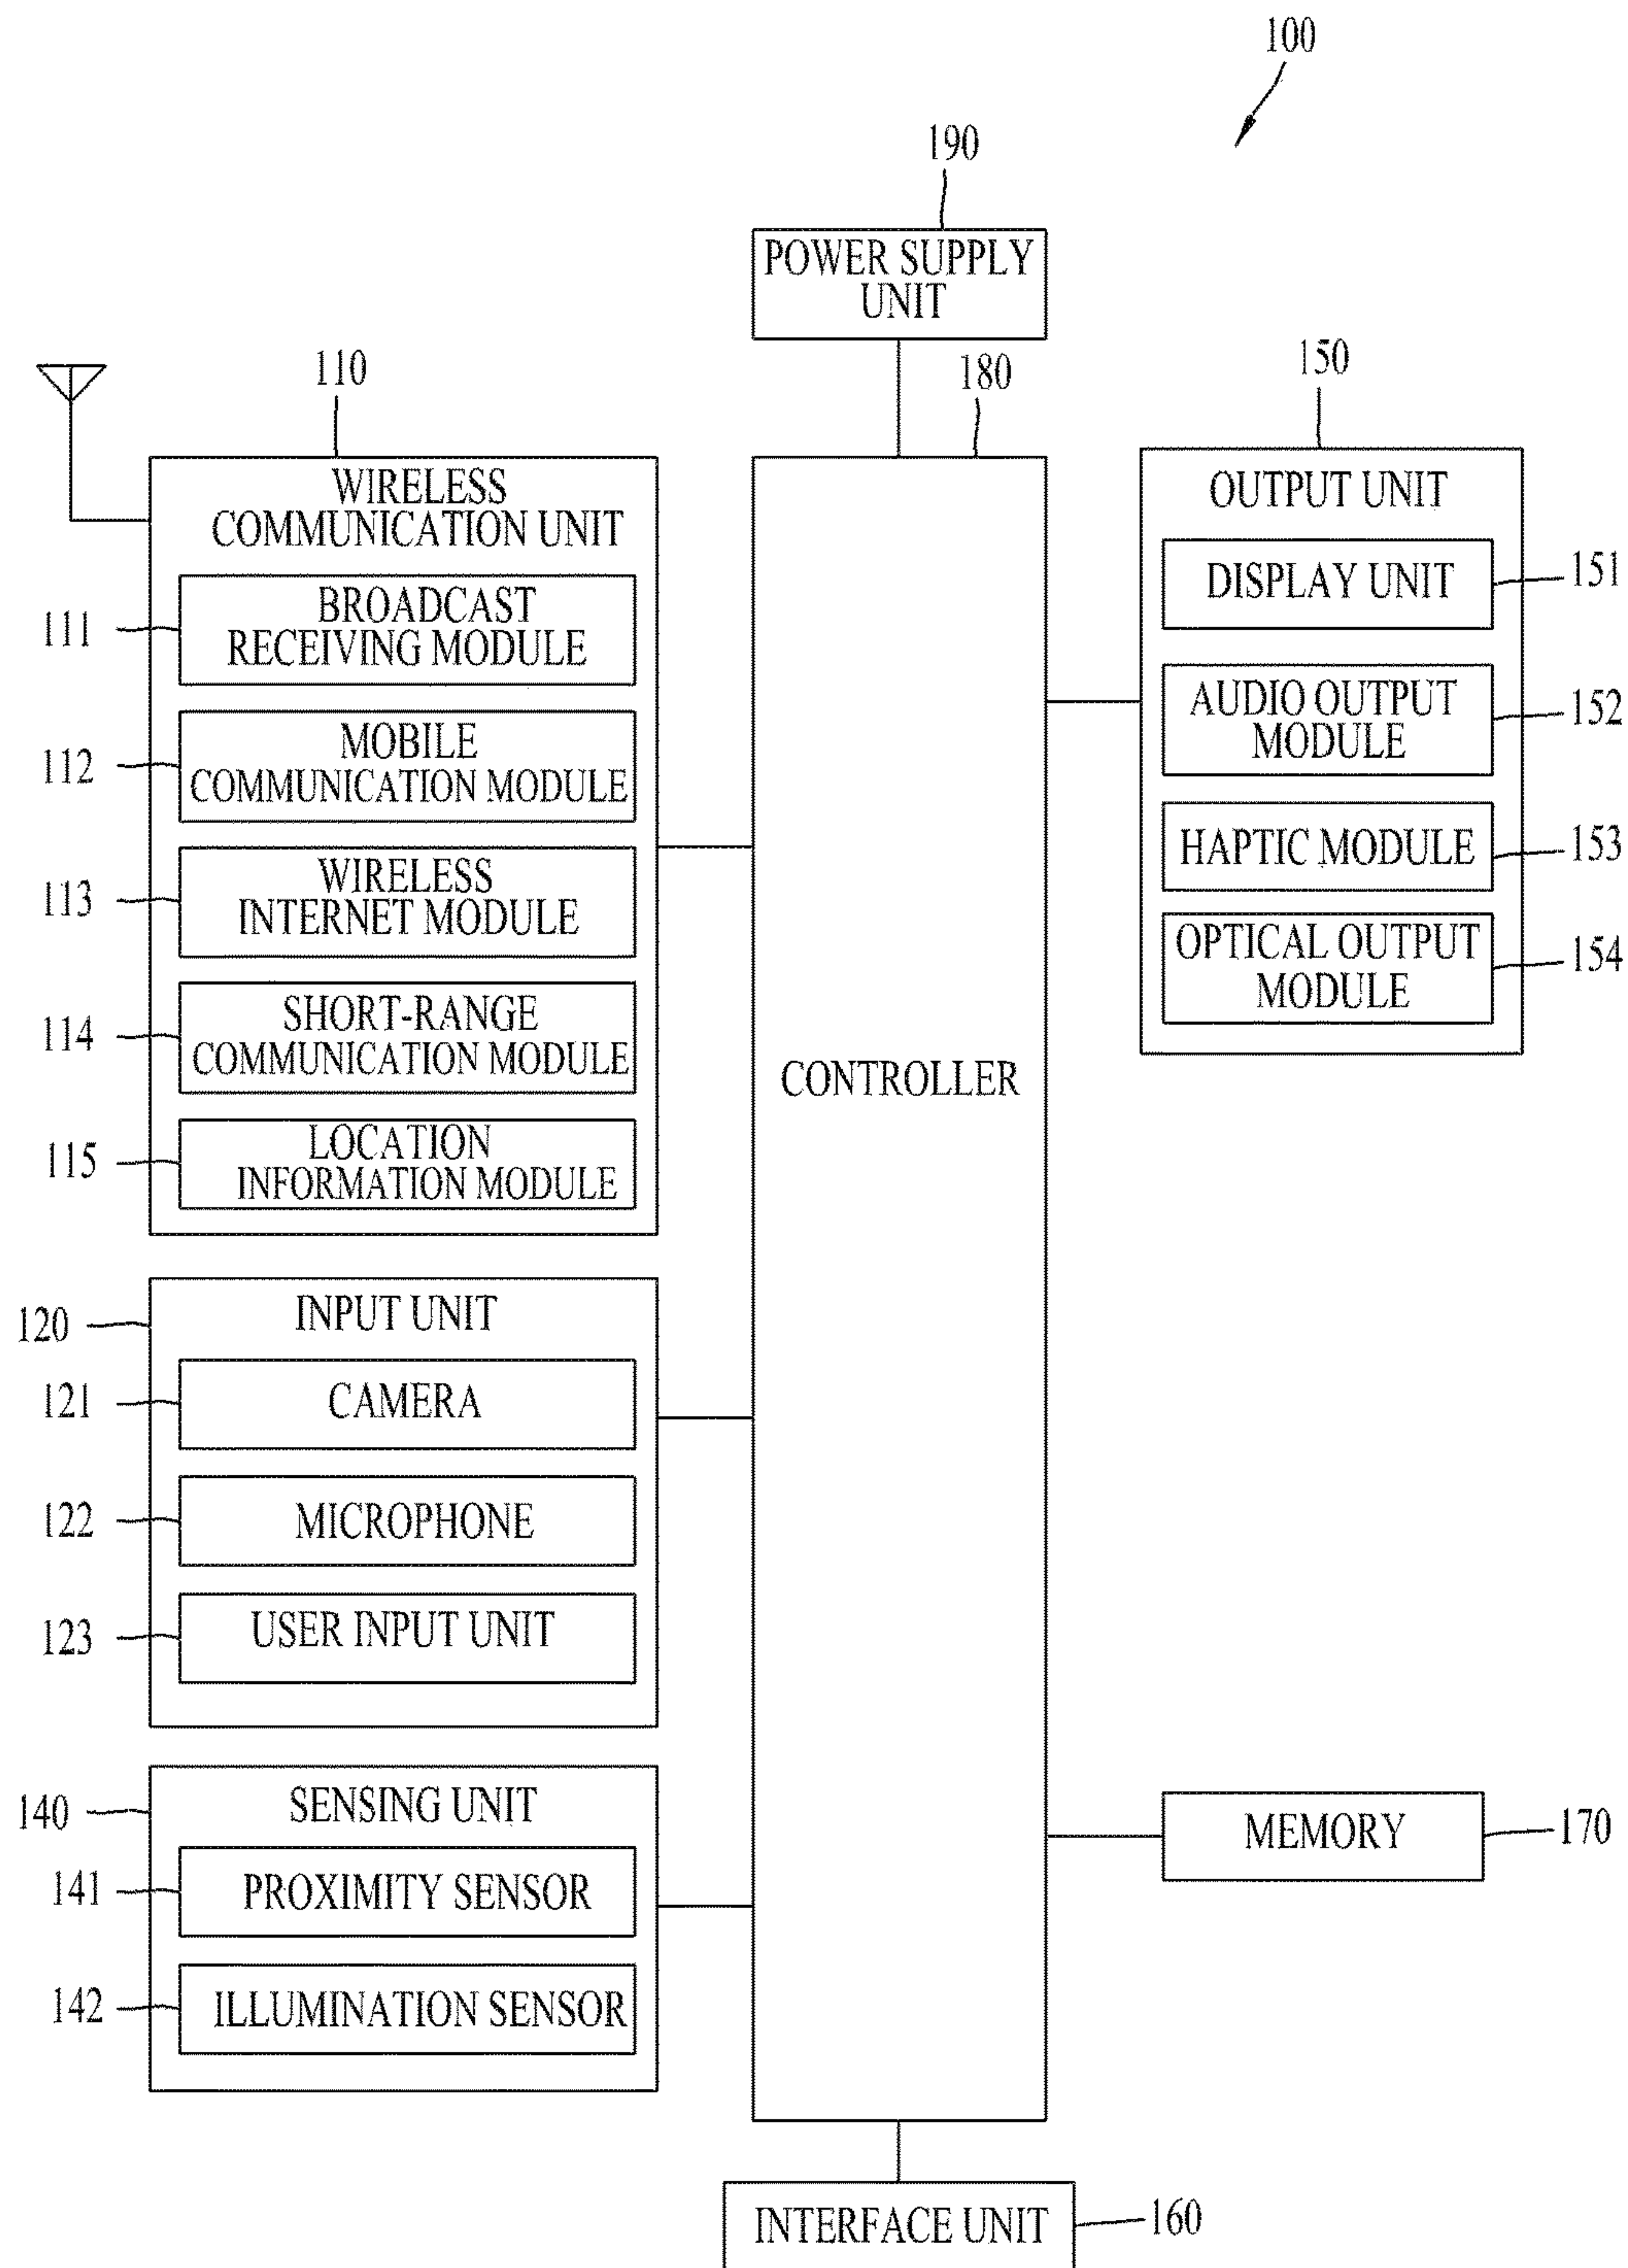 100
190
POWER SUPPLY
UNIT
110
180
150
WIRELESS
COMMUNICATION UNIT
111
BROADCAST
RECEIVING MODULE
112
MOBILE
COMMUNICATION MODULE
113
WIRELESS
INTERNET MODULE
114
SHORT-RANGE
COMMUNICATION MODULE
115
LOCATION
INFORMATION MODULE
120
INPUT UNIT
121
CAMERA
122
MICROPHONE
123
USER INPUT UNIT
140
SENSING UNIT
141
PROXIMITY SENSOR
142
ILLUMINATION SENSOR
CONTROLLER
OUTPUT UNIT
DISPLAY UNIT
151
AUDIO OUTPUT
MODULE
152
HAPTIC MODULE
153
OPTICAL OUTPUT
MODULE
154
MEMORY
170
INTERFACE UNIT
160